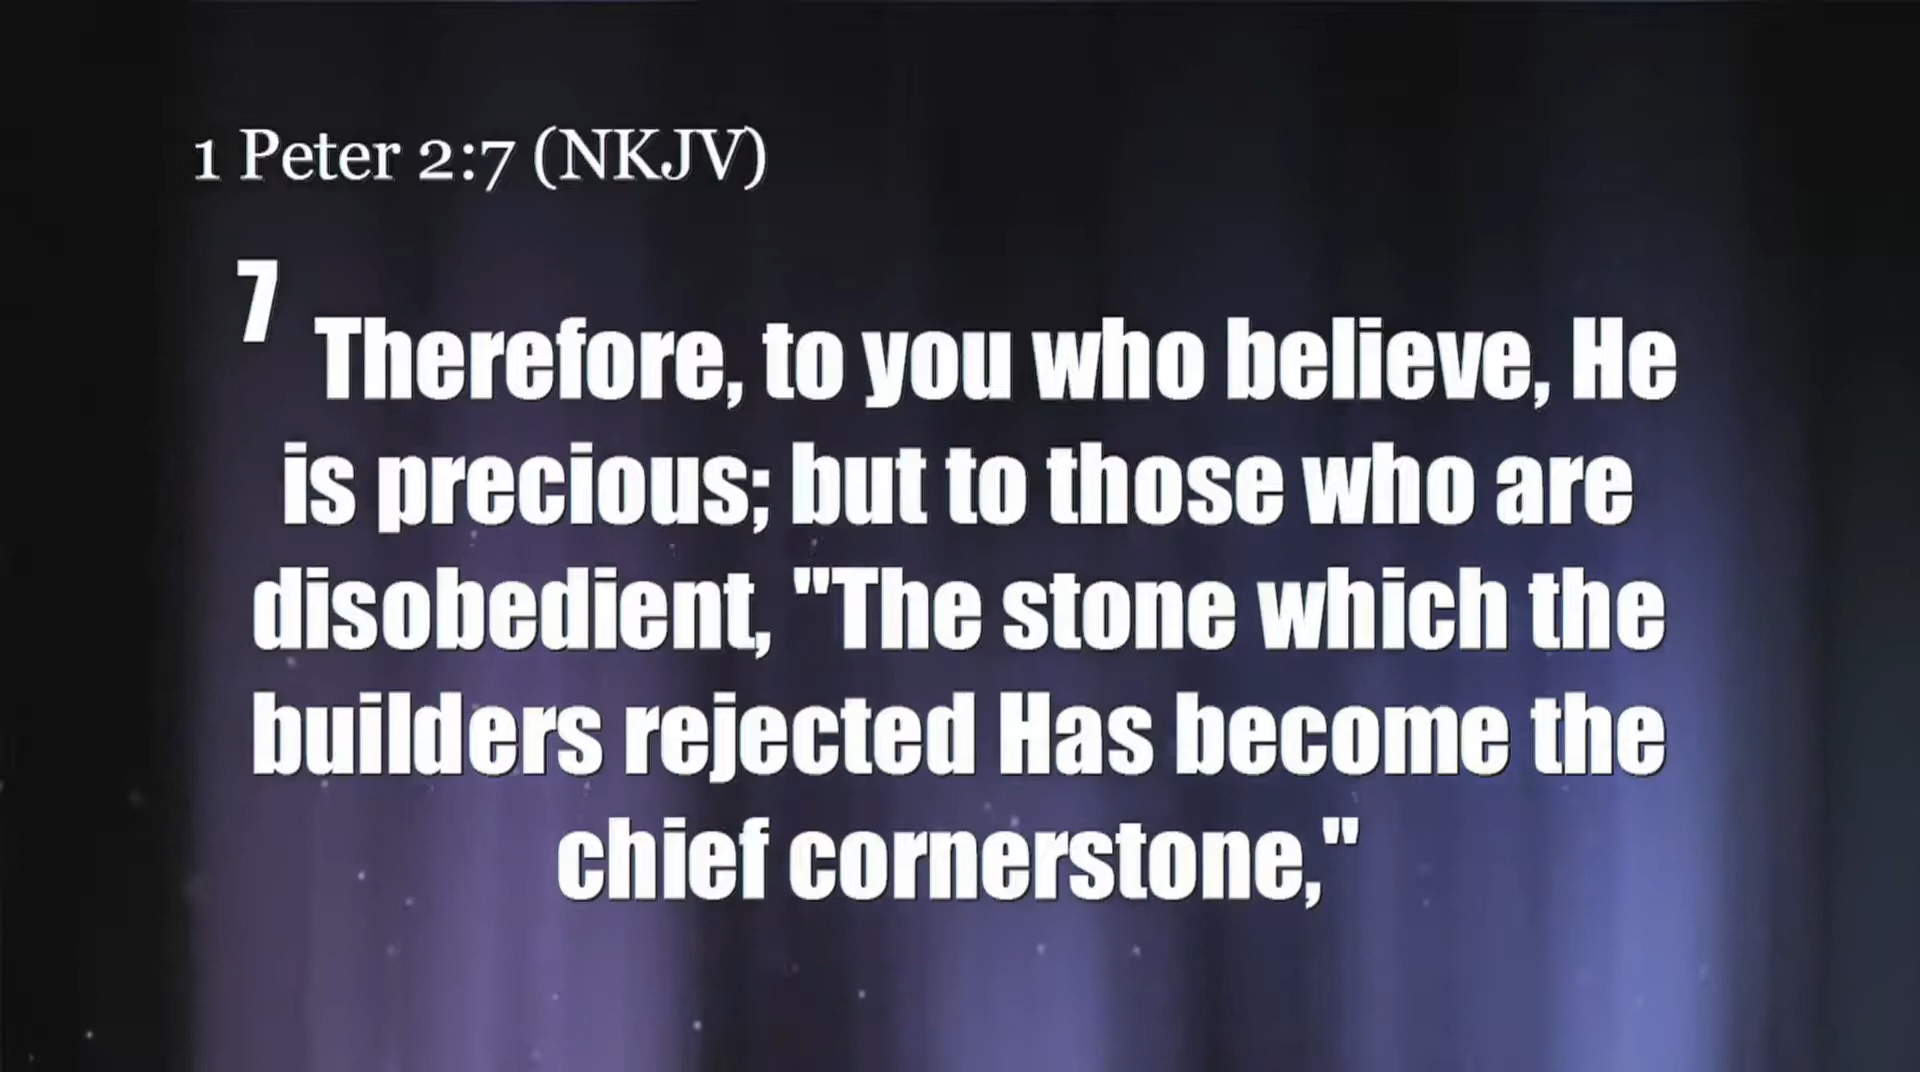 1 Peter 2:7 (NKJV)
7 Therefore, to you who believe, He
is precious; but to those who are
disobedient, "The stone which the
builders rejected Has become the
chief cornerstone,"